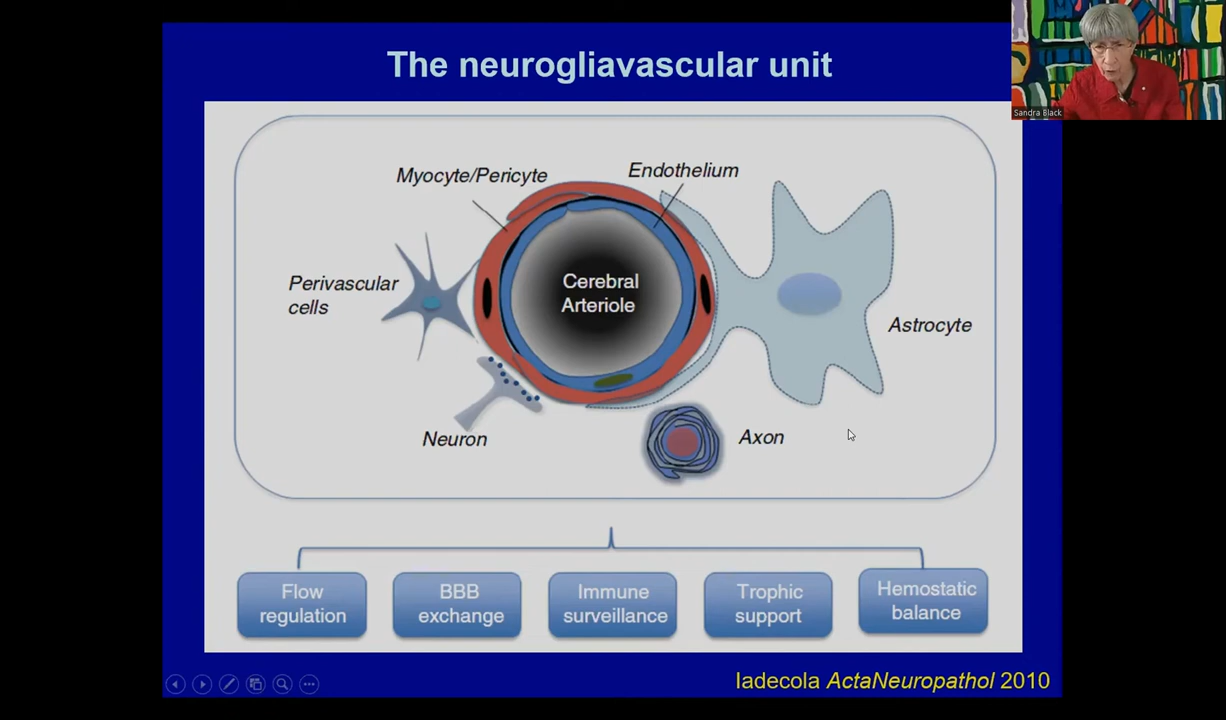 The neurogliavascular unit
Sandra Black
Myocyte/Pericyte
Endothelium
Perivascular
cells
Cerebral
Arteriole
Astrocyte
Neuron
Axon
Flow
regulation
BBB
exchange
Immune
surveillance
Trophic
support
Hemostatic
balance
Iadecola ActaNeuropathol 2010